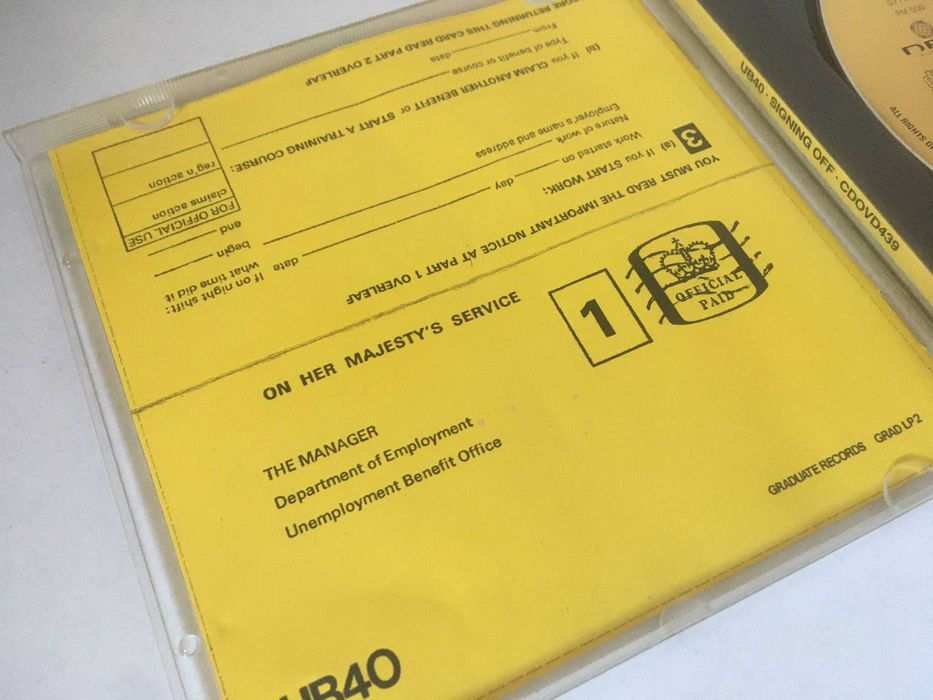 ON HER MAJESTY'S SERVICE
1
OFFICIAL
PAID
THE MANAGER
Department of Employment
Unemployment Benefit Office
GRADUATE RECORDS GRAD LP2
UB40
YOU MUST READ THE IMPORTANT NOTICE AT PART 1 OVERLEAF
3
(a) If you START WORK:
Work started on day date
Nature of work
Employer's name and address
If on night shift:
what time did it
begin
end
(b) If you CLAIM ANOTHER BENEFIT or START A TRAINING COURSE:
Type of benefit or course
From date
FOR OFFICIAL USE
claims action
reg'n action
RETURNING THIS CARD READ PART 2 OVERLEAF
UB40 · SIGNING OFF · CDOVD439
ALL RIGHTS